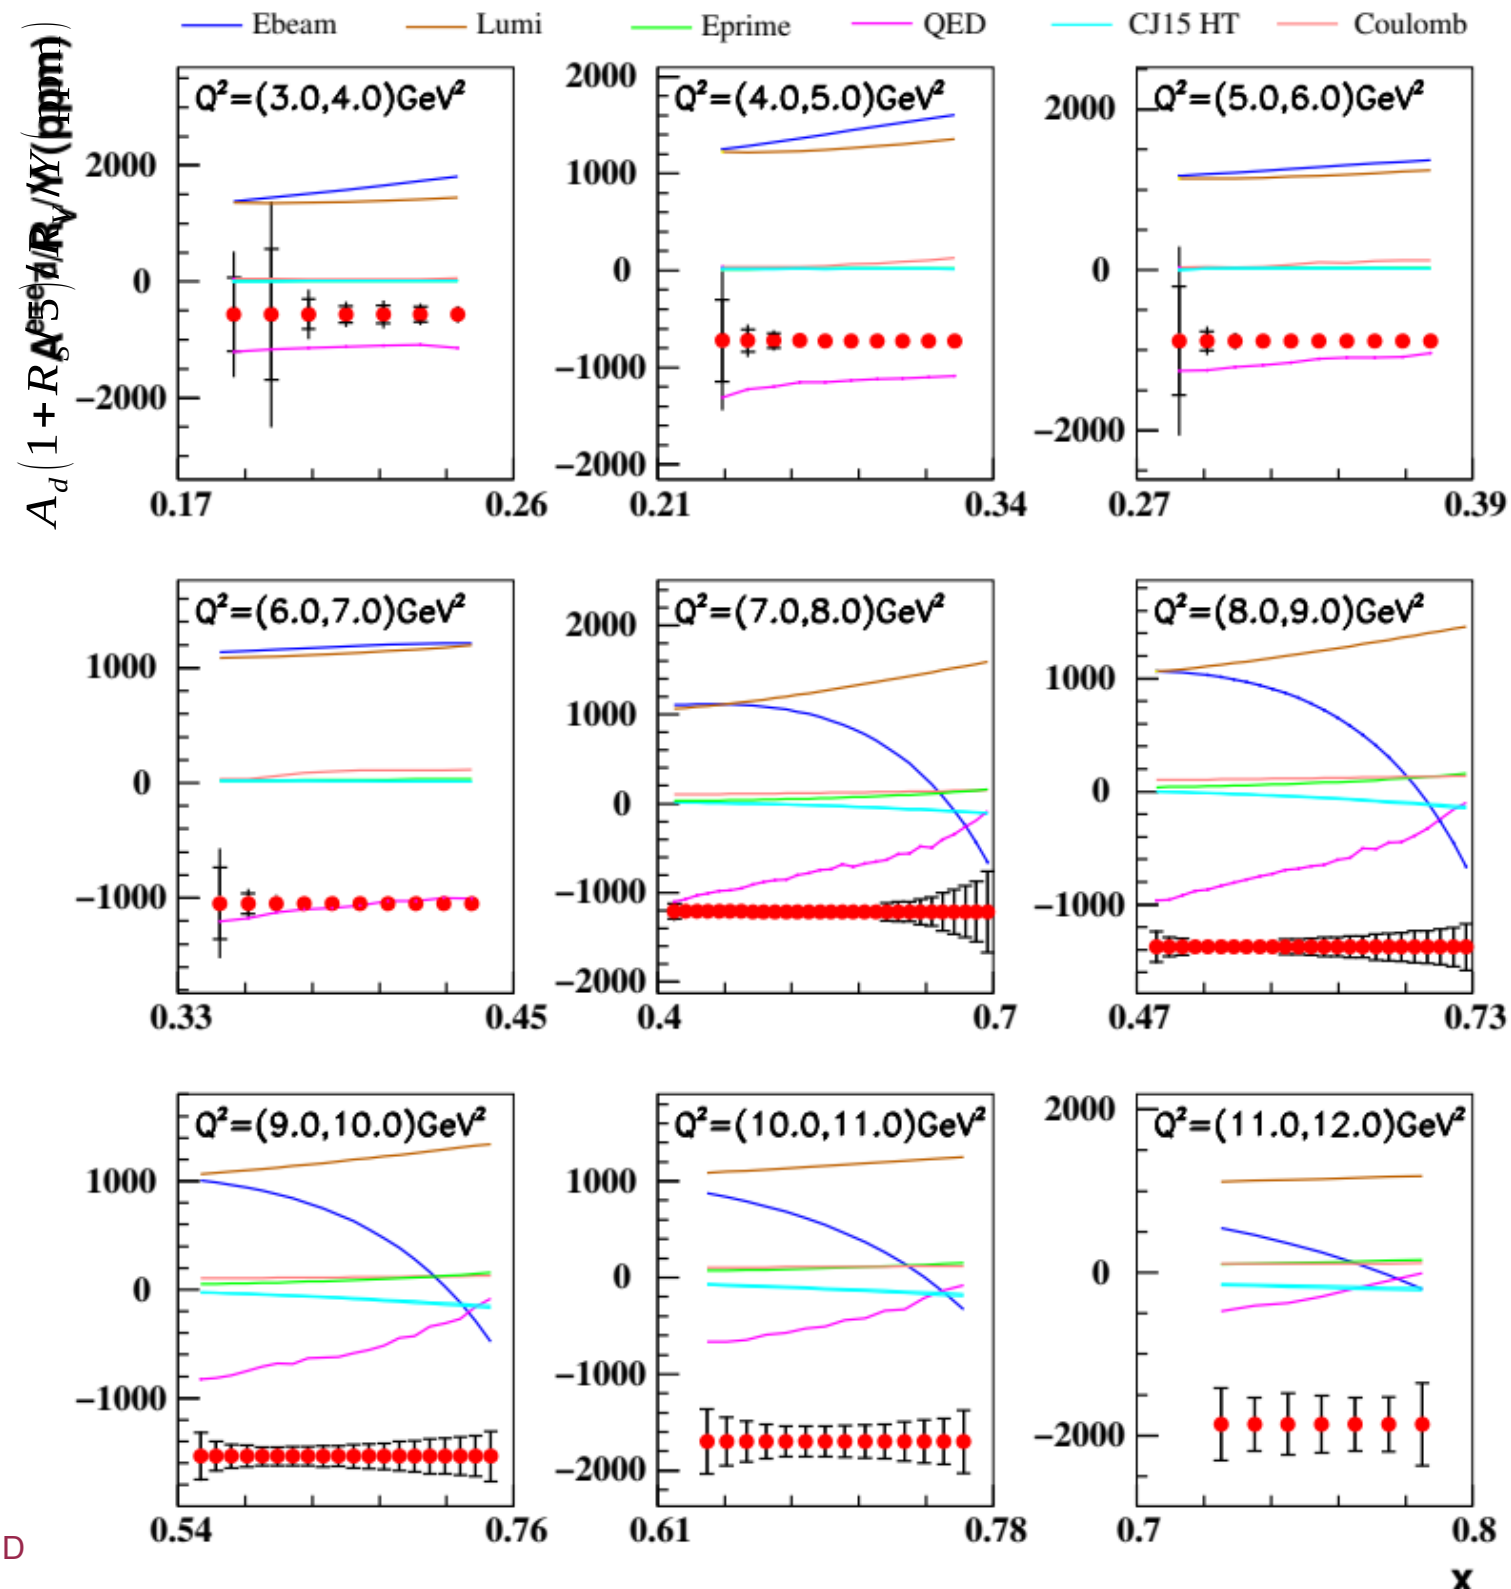 Ebeam Lumi Eprime QED CJ15 HT Coulomb
Q²=(3.0,4.0)GeV² Q²=(4.0,5.0)GeV² Q²=(5.0,6.0)GeV²
2000 0 −2000
0.17 0.26
2000 1000 0 −1000 −2000
0.21 0.34
2000 0 −2000
0.27 0.39
Q²=(6.0,7.0)GeV² Q²=(7.0,8.0)GeV² Q²=(8.0,9.0)GeV²
1000 0 −1000
0.33 0.45
2000 1000 0 −1000 −2000
0.4 0.7
1000 0 −1000
0.47 0.73
Q²=(9.0,10.0)GeV² Q²=(10.0,11.0)GeV² Q²=(11.0,12.0)GeV²
1000 0 −1000
0.54 0.76
1000 0 −1000 −2000
0.61 0.78
2000 0 −2000
0.7 0.8
D
x